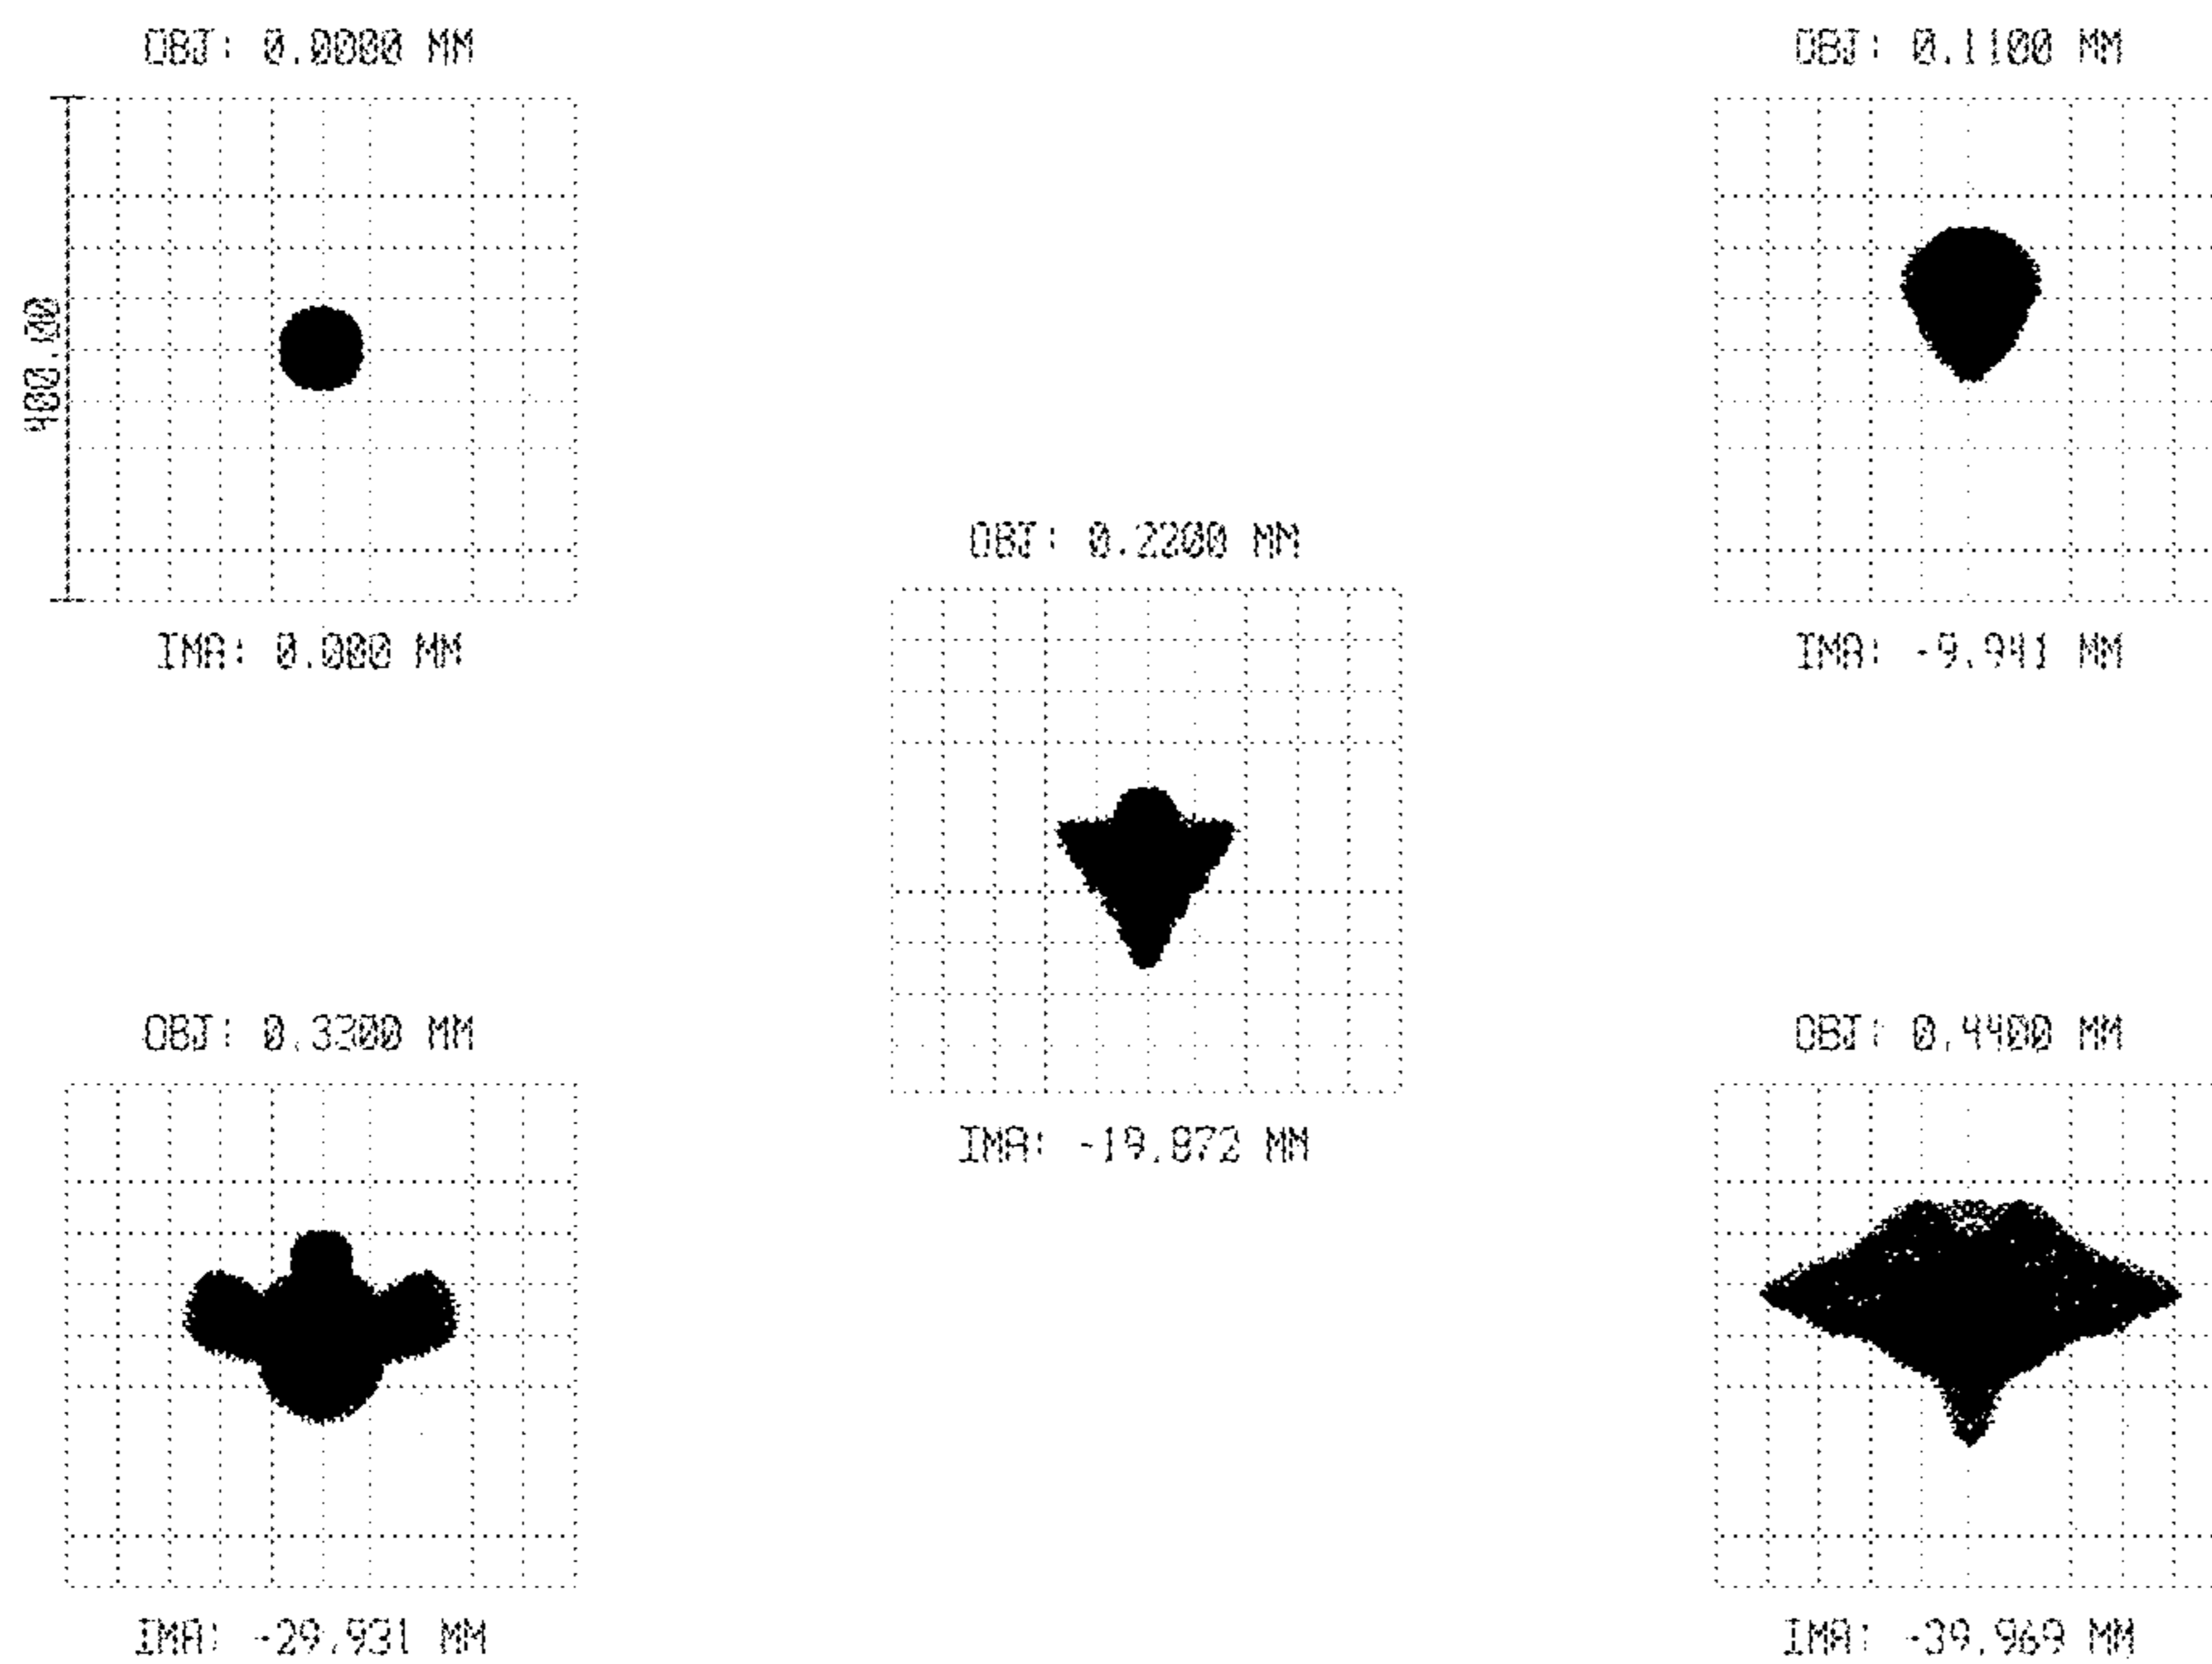 OBJ: 0.0000 MM
400.00
IMA: 0.000 MM
OBJ: 0.1100 MM
IMA: -9.941 MM
OBJ: 0.2200 MM
IMA: -19.872 MM
OBJ: 0.3300 MM
IMA: -29.931 MM
OBJ: 0.4400 MM
IMA: -39.969 MM